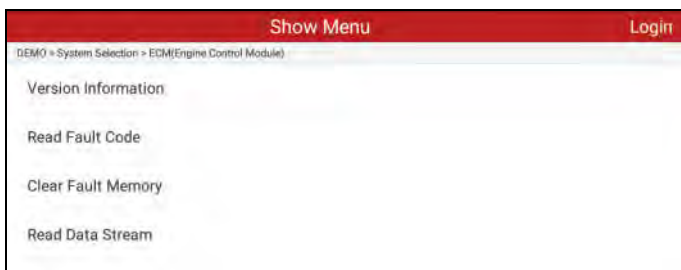 Show Menu
Login
DEMO > System Selection > ECM(Engine Control Module)
Version Information
Read Fault Code
Clear Fault Memory
Read Data Stream